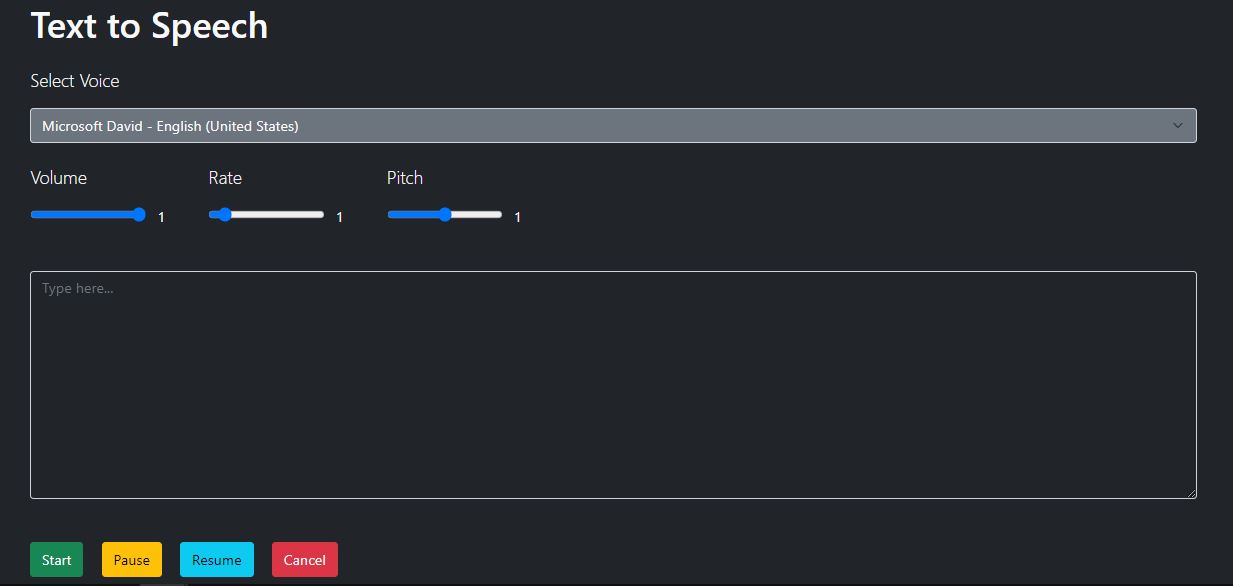 Text to Speech
Select Voice
Microsoft David - English (United States)
Volume Rate Pitch
1 1 1
Type here...
Start Pause Resume Cancel